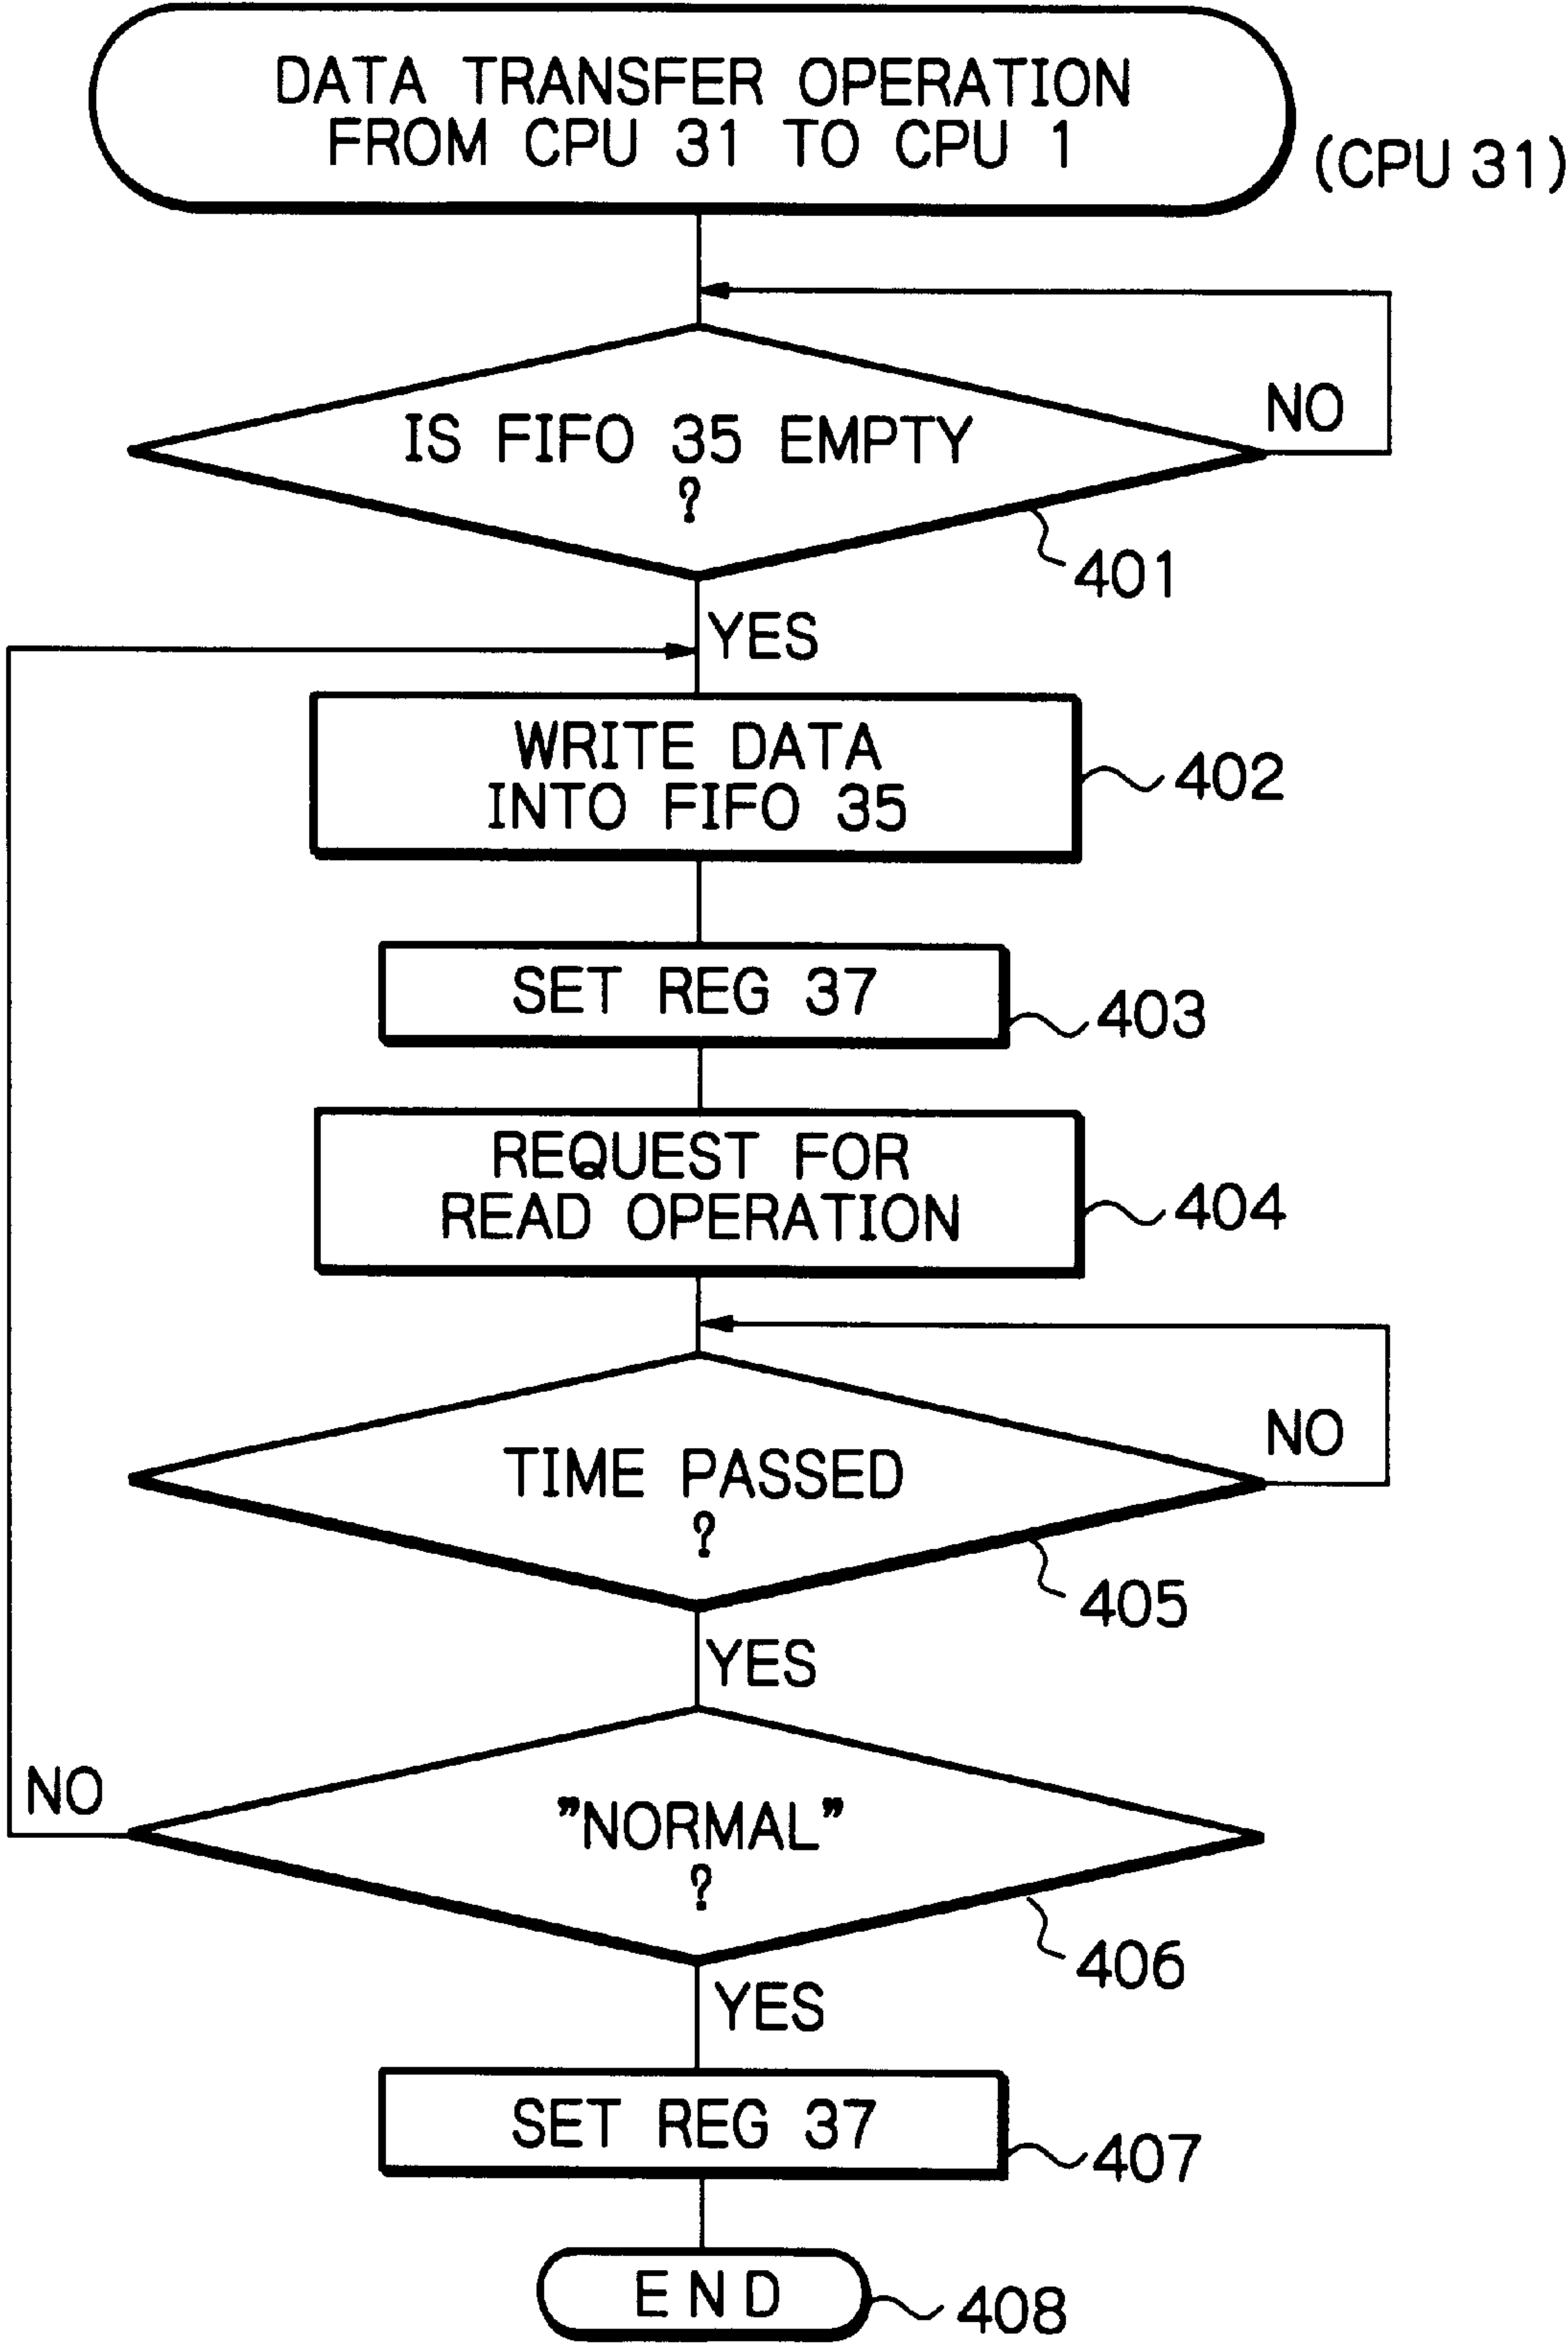 DATA TRANSFER OPERATION
FROM CPU 31 TO CPU 1
(CPU 31)
IS FIFO 35 EMPTY
?
NO
401
YES
WRITE DATA
INTO FIFO 35
402
SET REG 37
403
REQUEST FOR
READ OPERATION
404
TIME PASSED
?
NO
405
YES
"NORMAL"
?
NO
406
YES
SET REG 37
407
END
408